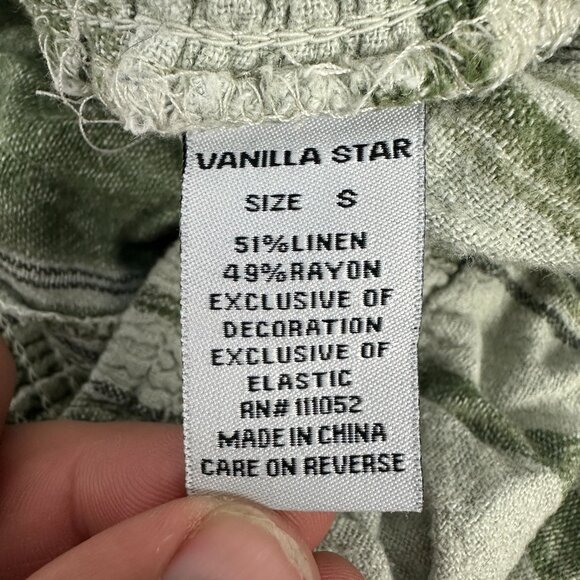 VANILLA STAR
SIZE S
51%LINEN
49%RAYON
EXCLUSIVE OF
DECORATION
EXCLUSIVE OF
ELASTIC
RN# 111052
MADE IN CHINA
CARE ON REVERSE